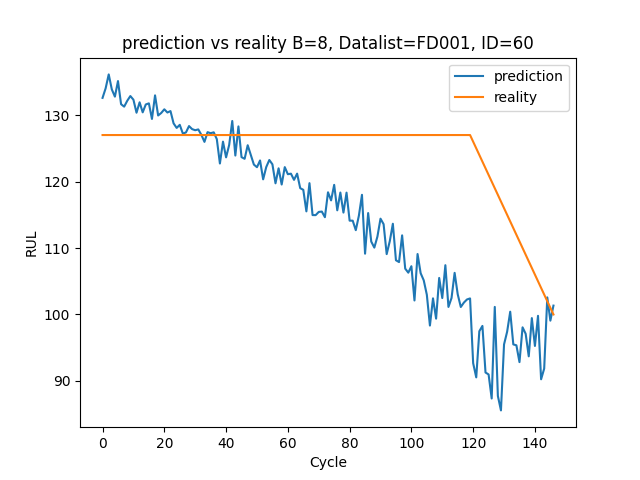 prediction vs reality B=8, Datalist=FD001, ID=60
prediction
reality
RUL
130
120
110
100
90
0 20 40 60 80 100 120 140
Cycle